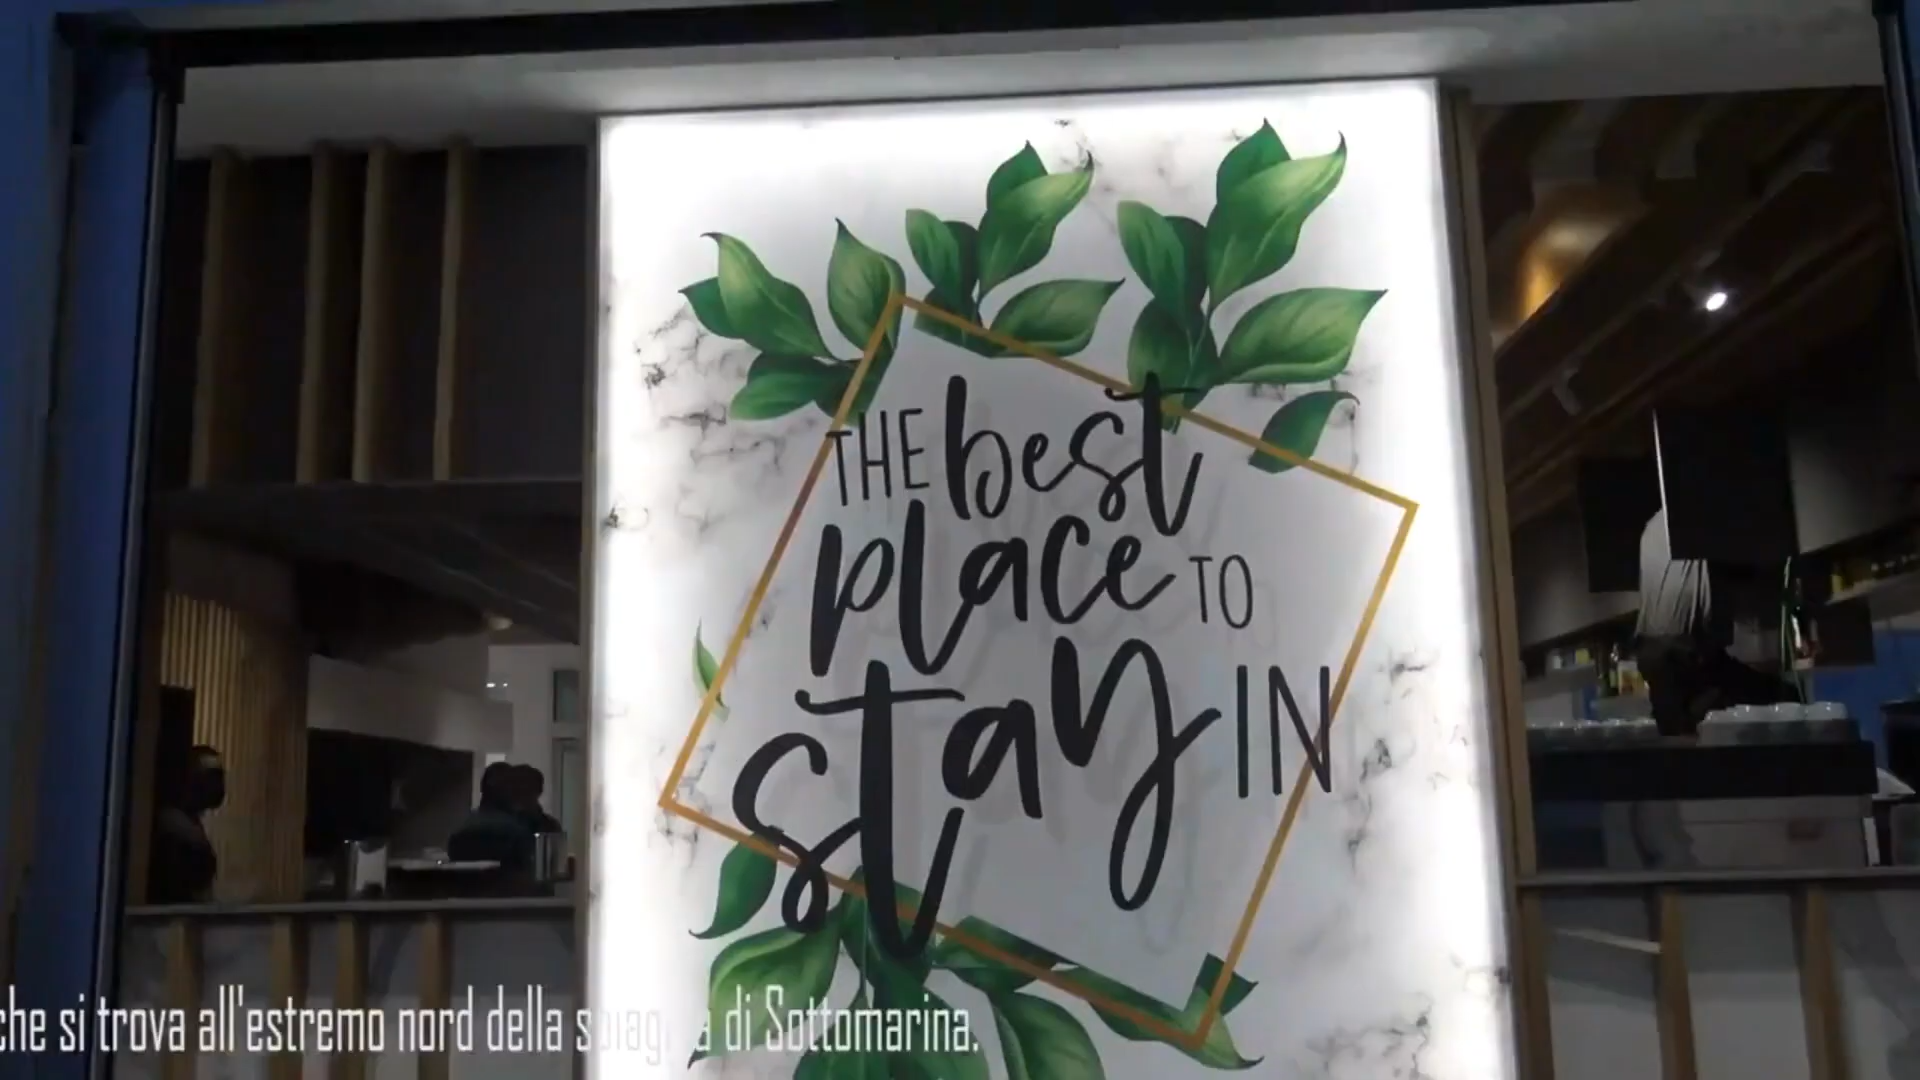 THE best
place TO
stay IN
che si trova all'estremo nord della spiaggia di Sottomarina.